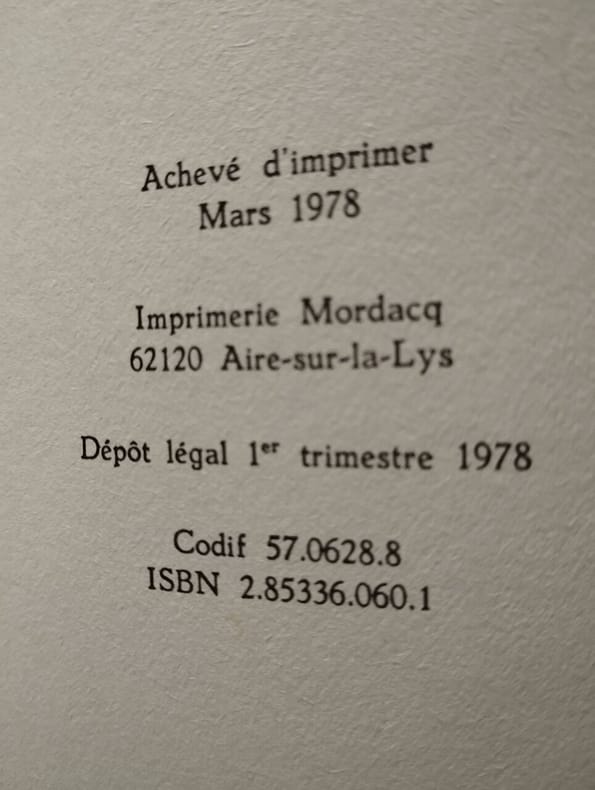 Achevé d'imprimer
Mars 1978
Imprimerie Mordacq
62120 Aire-sur-la-Lys
Dépôt légal 1er trimestre 1978
Codif 57.0628.8
ISBN 2.85336.060.1